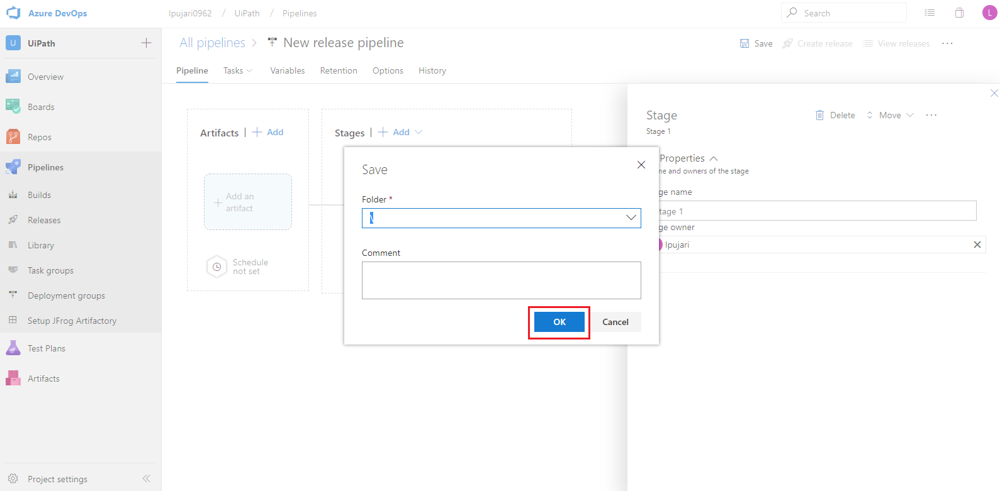 Azure DevOps
lpujari0962 / UiPath / Pipelines
Search
L
U UiPath
Overview
Boards
Repos
Pipelines
Builds
Releases
Library
Task groups
Deployment groups
Setup JFrog Artifactory
Test Plans
Artifacts
Project settings
All pipelines > New release pipeline
Save
Create release
View releases
Pipeline
Tasks
Variables
Retention
Options
History
Artifacts | + Add
Add an
artifact
Schedule
not set
Stages | + Add
Save
Folder *
\
Comment
OK
Cancel
Stage
Delete
Move
Stage 1
Properties
me and owners of the stage
ge name
tage 1
ge owner
lpujari